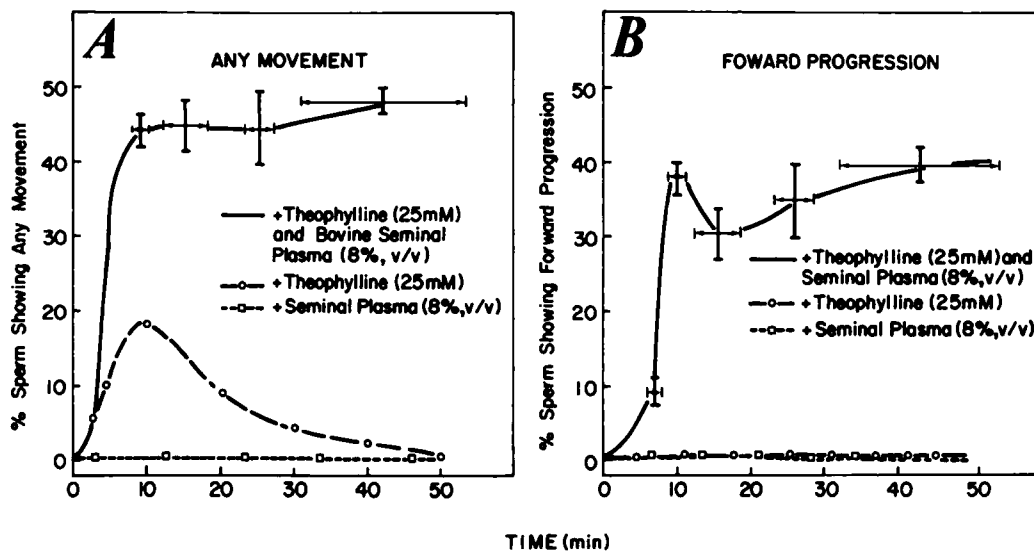 A
ANY MOVEMENT
% Sperm Showing Any Movement
50
40
30
20
10
0
0 10 20 30 40 50
+Theophylline (25mM)
and Bovine Seminal
Plasma (8%, v/v)
+Theophylline (25mM)
+Seminal Plasma (8%,v/v)
B
FOWARD PROGRESSION
% Sperm Showing Forward Progression
50
40
30
20
10
0
0 10 20 30 40 50
+Theophylline (25mM) and
Seminal Plasma (8%,v/v)
+Theophylline (25mM)
+Seminal Plasma (8%,v/v)
TIME (min)